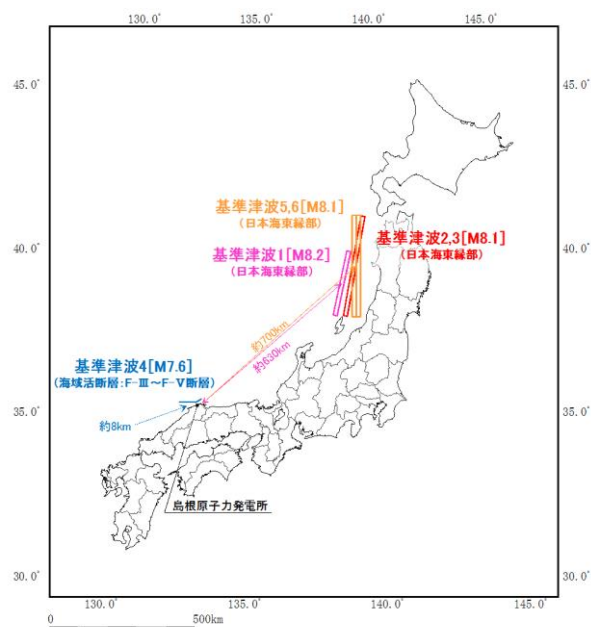 130.0° 135.0° 140.0°
45.0° 45.0°
基準津波5,6[M8.1]
(日本海東縁部)
基準津波2,3[M8.1]
(日本海東縁部)
40.0° 40.0°
基準津波1[M8.2]
(日本海東縁部)
約700km
約630km
基準津波4[M7.6]
(海域活断層:F-Ⅲ～F-Ⅴ断層)
35.0° 35.0°
約8km
島根原子力発電所
30.0° 30.0°
130.0° 135.0° 140.0° 145.0°
0 500km